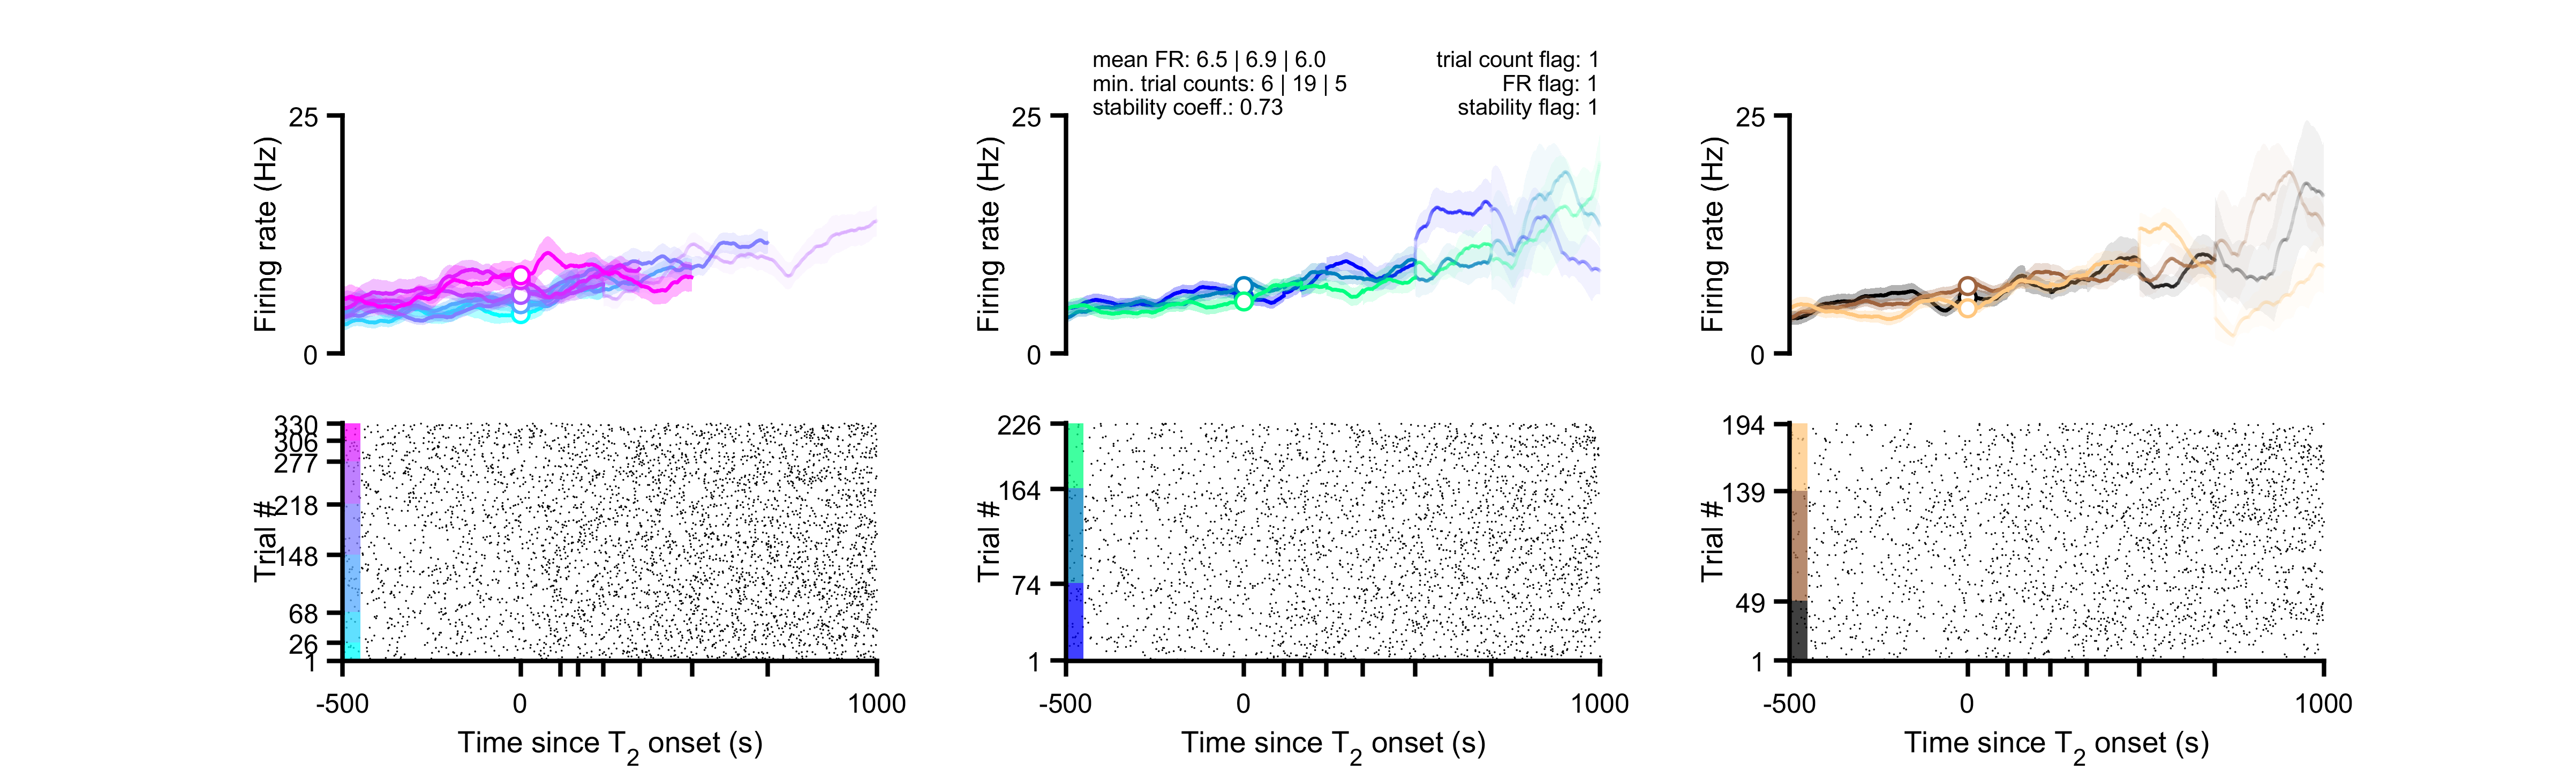 mean FR: 6.5 | 6.9 | 6.0
min. trial counts: 6 | 19 | 5
stability coeff.: 0.73
trial count flag: 1
FR flag: 1
stability flag: 1
25
0
Firing rate (Hz)
25
0
Firing rate (Hz)
25
0
Firing rate (Hz)
330
306
277
218
148
68
26
1
Trial #
-500
0
1000
Time since T2 onset (s)
226
164
74
1
Trial #
-500
0
1000
Time since T2 onset (s)
194
139
49
1
Trial #
-500
0
1000
Time since T2 onset (s)